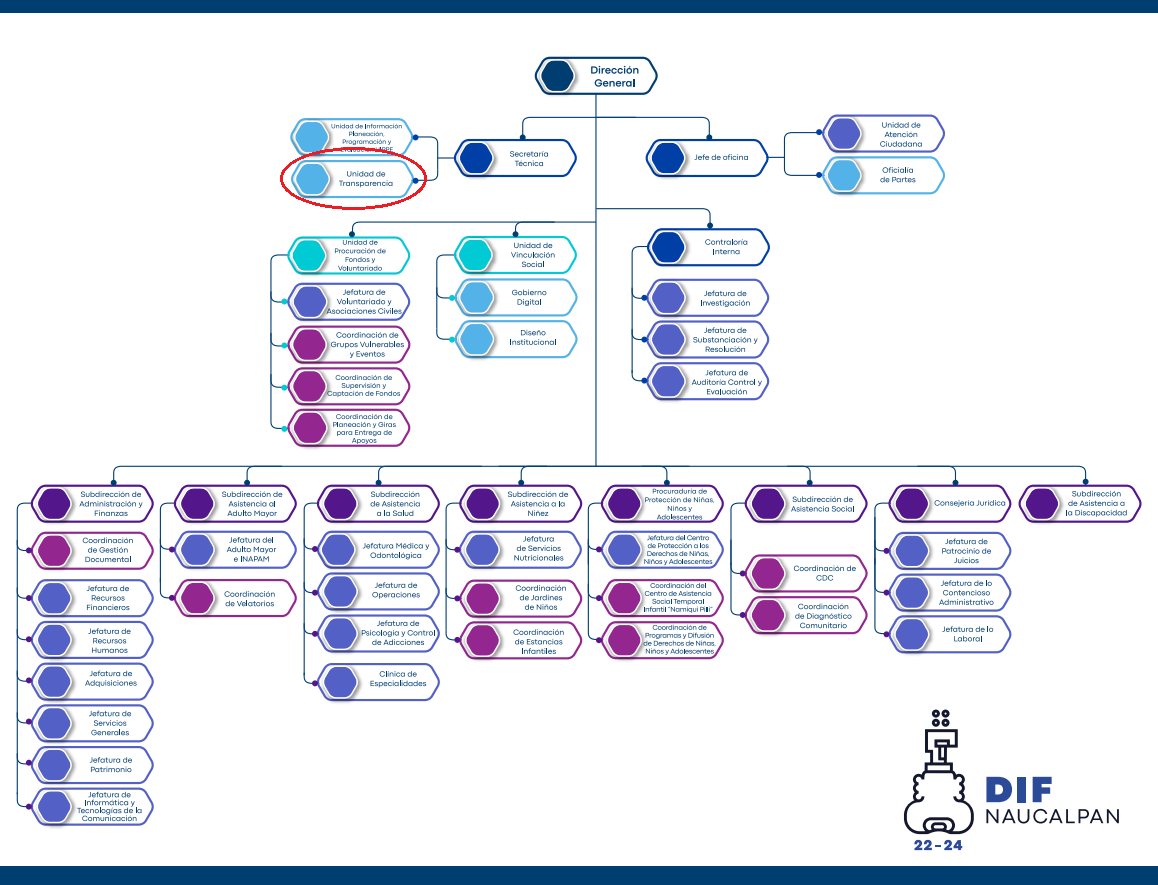 Dirección
General
Unidad de Información
Planeación,
Programación y
Unidad de
Transparencia
Secretaría
Técnica
Jefe de oficina
Unidad de
Atención
Ciudadana
Oficialía
de Partes
Unidad de
Procuración de
Fondos y
Voluntariado
Jefatura de
Voluntariado y
Asociaciones Civiles
Coordinación de
Grupos Vulnerables
y Eventos
Coordinación de
Supervisión y
Captación de Fondos
Coordinación de
Planeación y Giras
para Entrega de
Apoyos
Unidad de
Vinculación
Social
Gobierno
Digital
Diseño
Institucional
Contraloría
Interna
Jefatura de
Investigación
Jefatura de
Substanciación y
Resolución
Jefatura de
Auditoría Control y
Evaluación
Subdirección de
Administración y
Finanzas
Coordinación
de Gestión
Documental
Jefatura de
Recursos
Financieros
Jefatura de
Recursos
Humanos
Jefatura de
Adquisiciones
Jefatura de
Servicios
Generales
Jefatura de
Patrimonio
Jefatura de
Informática y
Tecnologías de la
Comunicación
Subdirección de
Asistencia al
Adulto Mayor
Jefatura del
Adulto Mayor
e INAPAM
Coordinación
de Velatorios
Subdirección
de Asistencia
a la Salud
Jefatura Médica y
Odontológica
Jefatura de
Operaciones
Jefatura de
Psicología y Control
de Adicciones
Clínica de
Especialidades
Subdirección de
Asistencia a la
Niñez
Jefatura
de Servicios
Nutricionales
Coordinación
de Jardines
de Niños
Coordinación
de Estancias
Infantiles
Procuraduría de
Protección de Niñas,
Niños y
Adolescentes
Jefatura del Centro
de Protección a los
Derechos de Niñas,
Niños y Adolescentes
Coordinación del
Centro de Asistencia
Social Temporal
Infantil "Namiqui Pilli"
Coordinación de
Programas y Difusión
de Derechos de Niñas,
Niños y Adolescentes
Subdirección de
Asistencia Social
Coordinación de
CDC
Coordinación
de Diagnóstico
Comunitario
Consejería Jurídica
Jefatura de
Patrocinio de
Juicios
Jefatura de lo
Contencioso
Administrativo
Jefatura de lo
Laboral
Subdirección
de Asistencia a
la Discapacidad
DIF
NAUCALPAN
22-24